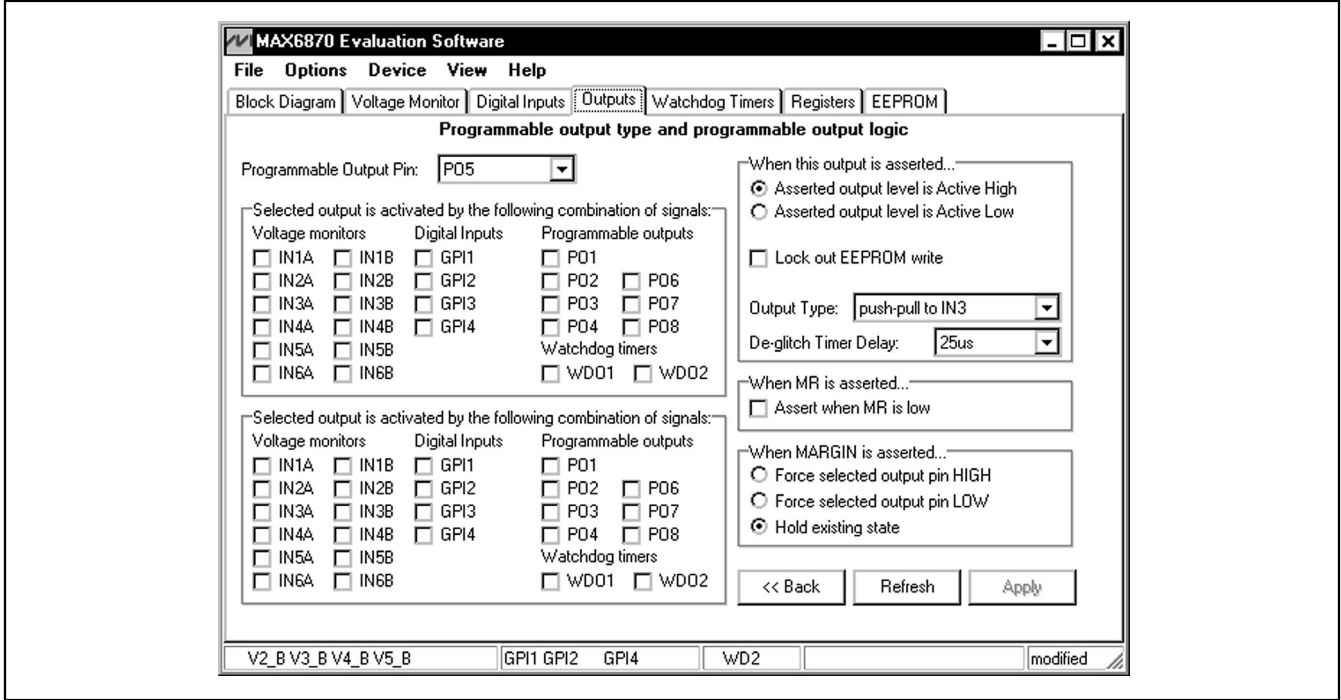 MAX6870 Evaluation Software
File Options Device View Help
Block Diagram Voltage Monitor Digital Inputs Outputs Watchdog Timers Registers EEPROM
Programmable output type and programmable output logic
Programmable Output Pin: PO5
Selected output is activated by the following combination of signals:
Voltage monitors Digital Inputs Programmable outputs
IN1A IN1B GPI1 PO1
IN2A IN2B GPI2 PO2 PO6
IN3A IN3B GPI3 PO3 PO7
IN4A IN4B GPI4 PO4 PO8
IN5A IN5B Watchdog timers
IN6A IN6B WDO1 WDO2
Selected output is activated by the following combination of signals:
Voltage monitors Digital Inputs Programmable outputs
IN1A IN1B GPI1 PO1
IN2A IN2B GPI2 PO2 PO6
IN3A IN3B GPI3 PO3 PO7
IN4A IN4B GPI4 PO4 PO8
IN5A IN5B Watchdog timers
IN6A IN6B WDO1 WDO2
When this output is asserted...
Asserted output level is Active High
Asserted output level is Active Low
Lock out EEPROM write
Output Type: push-pull to IN3
De-glitch Timer Delay: 25us
When MR is asserted...
Assert when MR is low
When MARGIN is asserted...
Force selected output pin HIGH
Force selected output pin LOW
Hold existing state
<< Back Refresh Apply
V2_B V3_B V4_B V5_B GPI1 GPI2 GPI4 WD2 modified